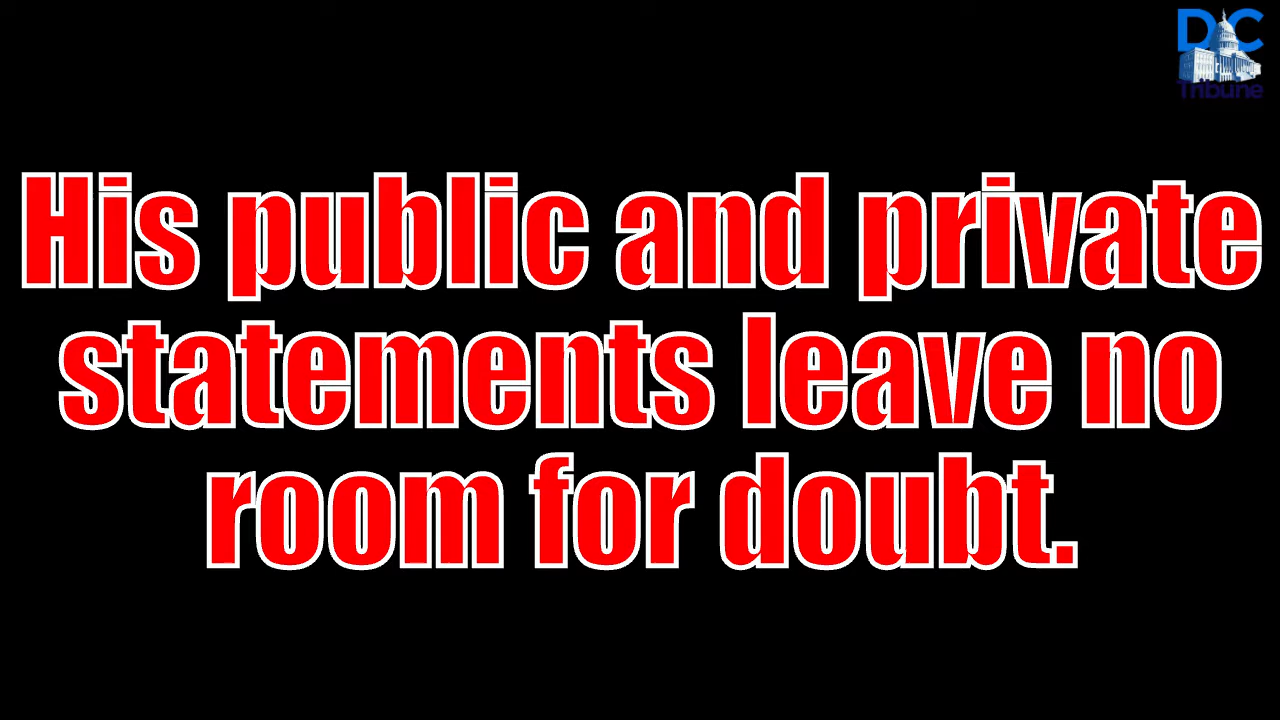 DC
Tribune
His public and private
statements leave no
room for doubt.